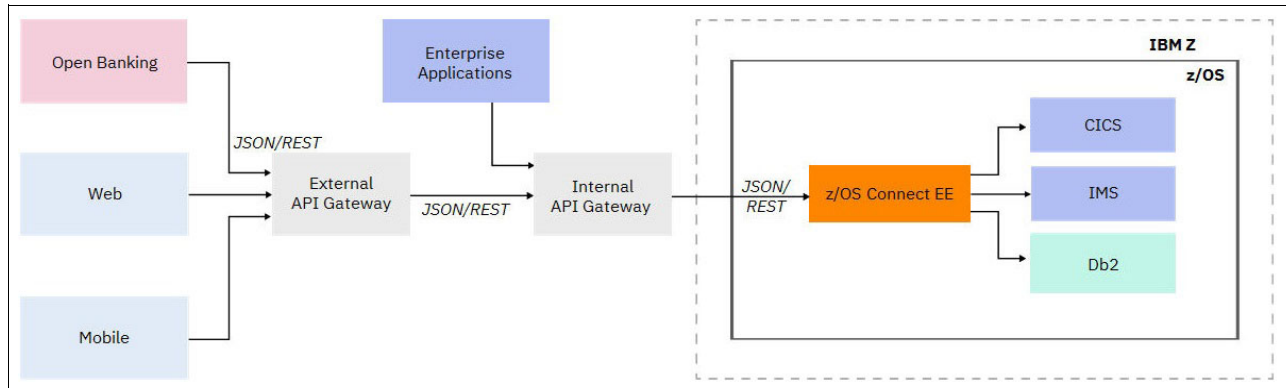 Open Banking
Web
Mobile
JSON/REST
External
API Gateway
JSON/REST
Enterprise
Applications
Internal
API Gateway
IBM Z
z/OS
JSON/
REST
z/OS Connect EE
CICS
IMS
Db2